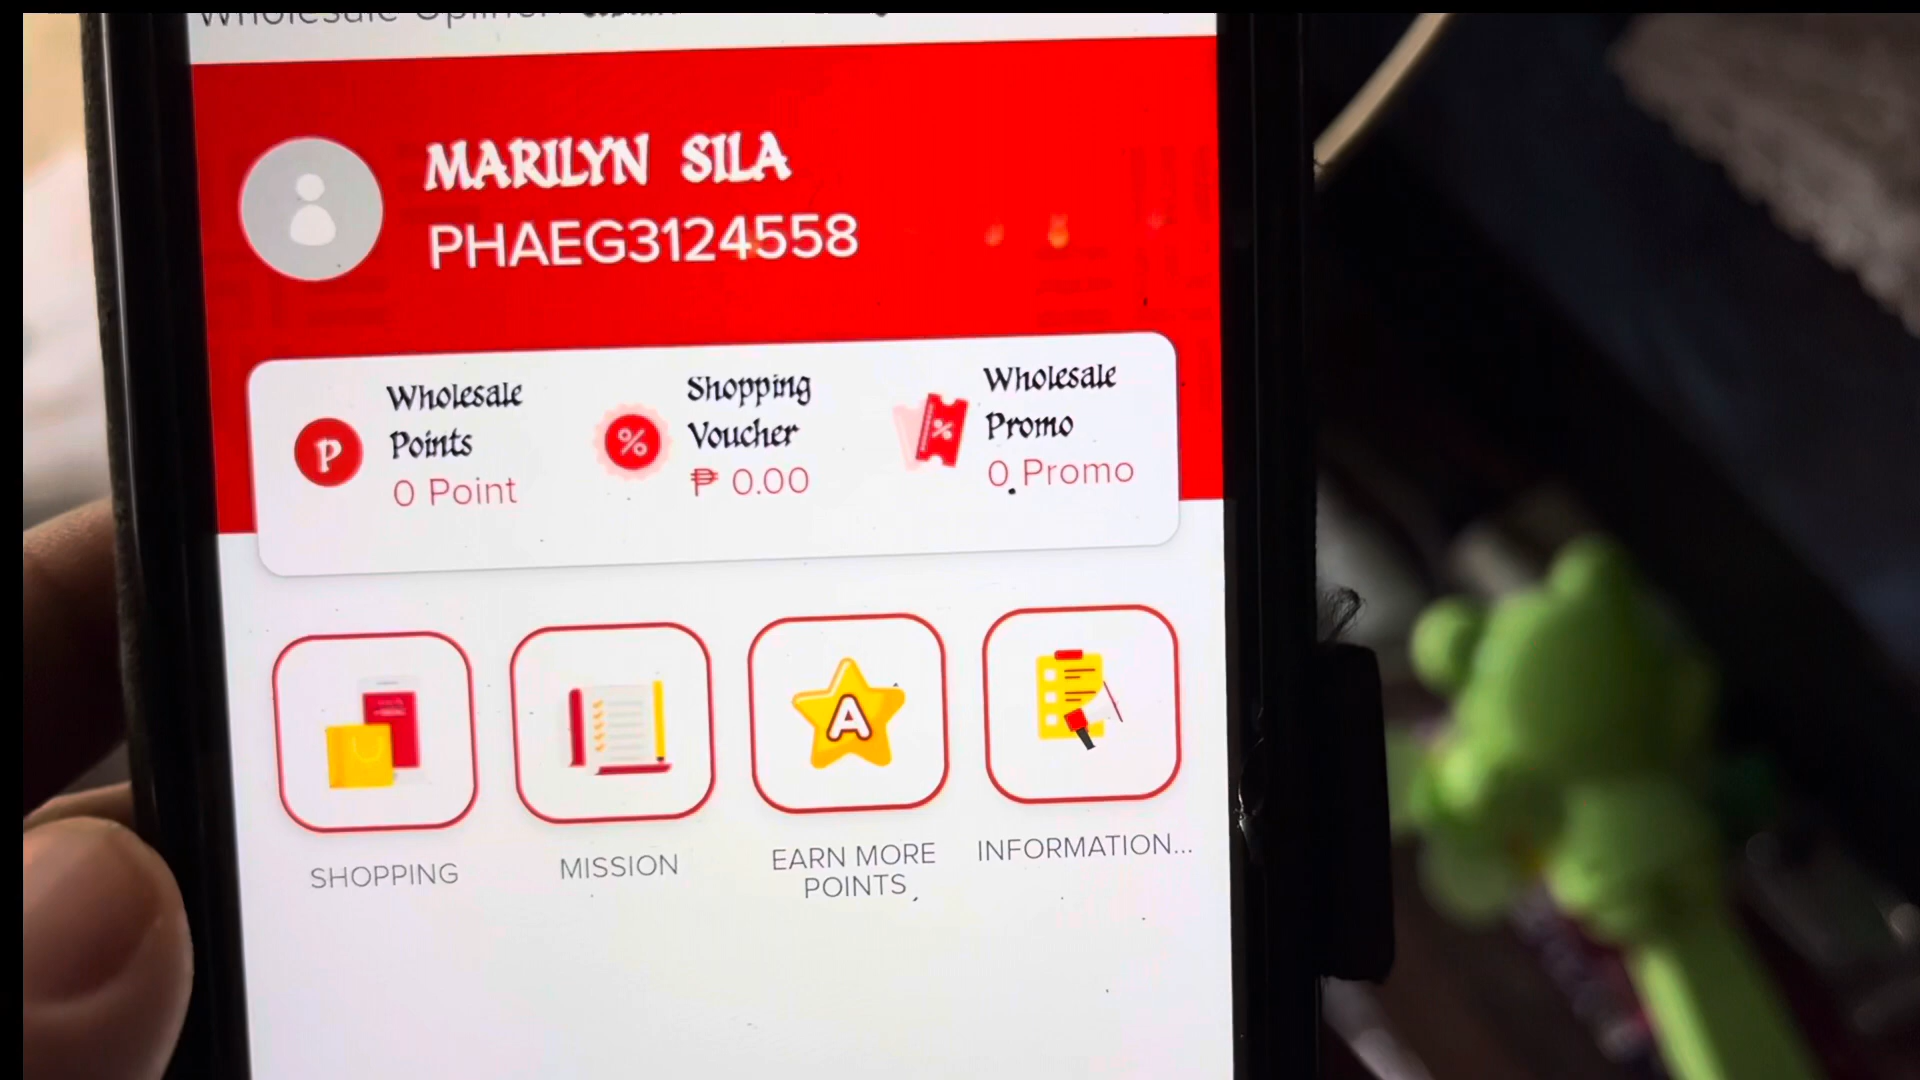 Wholesale
MARILYN SILA
PHAEG3124558
Wholesale
Points
0 Point
Shopping
Voucher
₱ 0.00
Wholesale
Promo
0 Promo
SHOPPING
MISSION
A
EARN MORE
POINTS
INFORMATION...